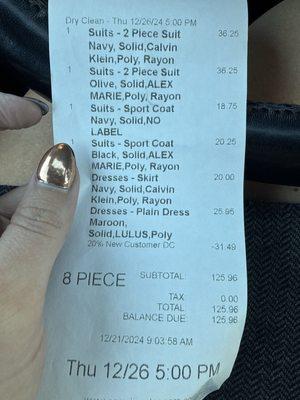 Dry Clean - Thu 12/26/24 5:00 PM
1 Suits - 2 Piece Suit 36.25
Navy, Solid,Calvin
Klein,Poly, Rayon
1 Suits - 2 Piece Suit 36.25
Olive, Solid,ALEX
MARIE,Poly, Rayon
1 Suits - Sport Coat 18.75
Navy, Solid,NO
LABEL
1 Suits - Sport Coat 20.25
Black, Solid,ALEX
MARIE,Poly, Rayon
Dresses - Skirt 20.00
Navy, Solid,Calvin
Klein,Poly, Rayon
Dresses - Plain Dress 25.95
Maroon,
Solid,LULUS,Poly
20% New Customer DC -31.49
8 PIECE SUBTOTAL: 125.96
TAX: 0.00
TOTAL: 125.96
BALANCE DUE: 125.96
12/21/2024 9:03:58 AM
Thu 12/26 5:00 PM